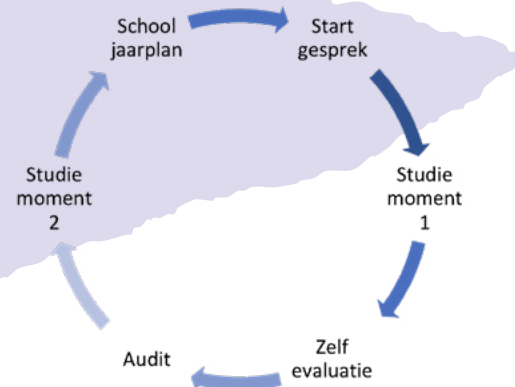 School
jaarplan
Start
gesprek
Studie
moment
1
Zelf
evaluatie
Audit
Studie
moment
2